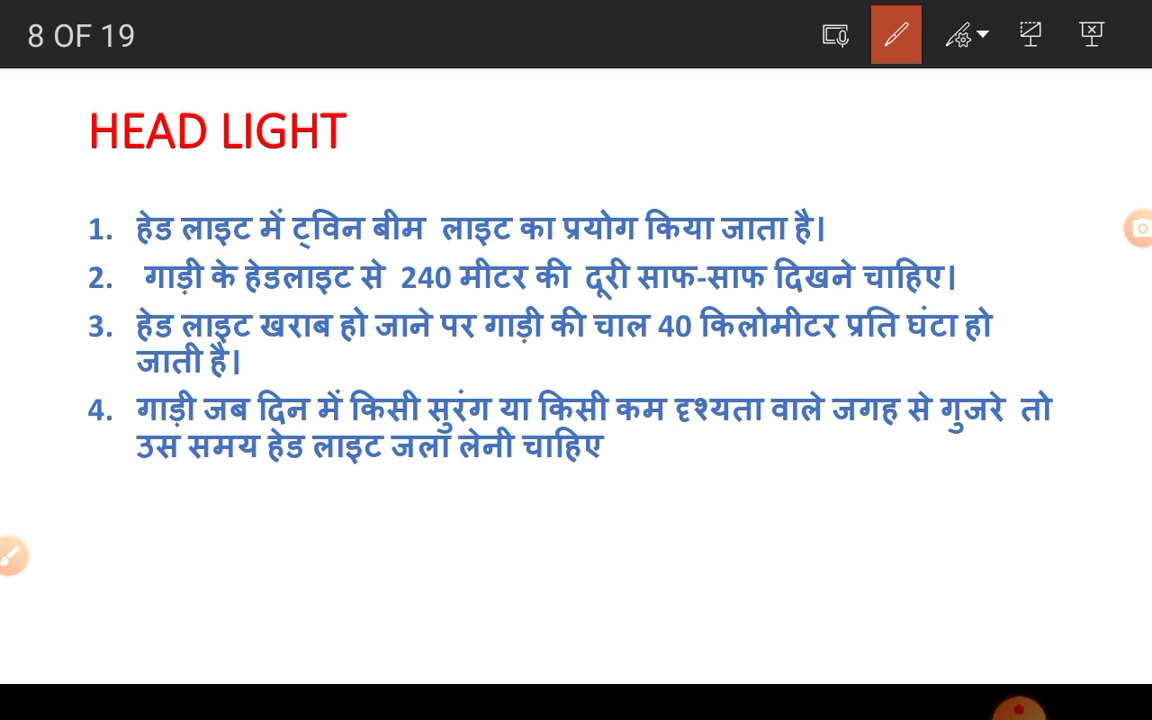 8 OF 19
HEAD LIGHT
1. हेड लाइट में ट्विन बीम लाइट का प्रयोग किया जाता है।
2. गाड़ी के हेडलाइट से 240 मीटर की दूरी साफ-साफ दिखने चाहिए।
3. हेड लाइट खराब हो जाने पर गाड़ी की चाल 40 किलोमीटर प्रति घंटा हो
जाती है।
4. गाड़ी जब दिन में किसी सुरंग या किसी कम दृश्यता वाले जगह से गुजरे तो
उस समय हेड लाइट जला लेनी चाहिए